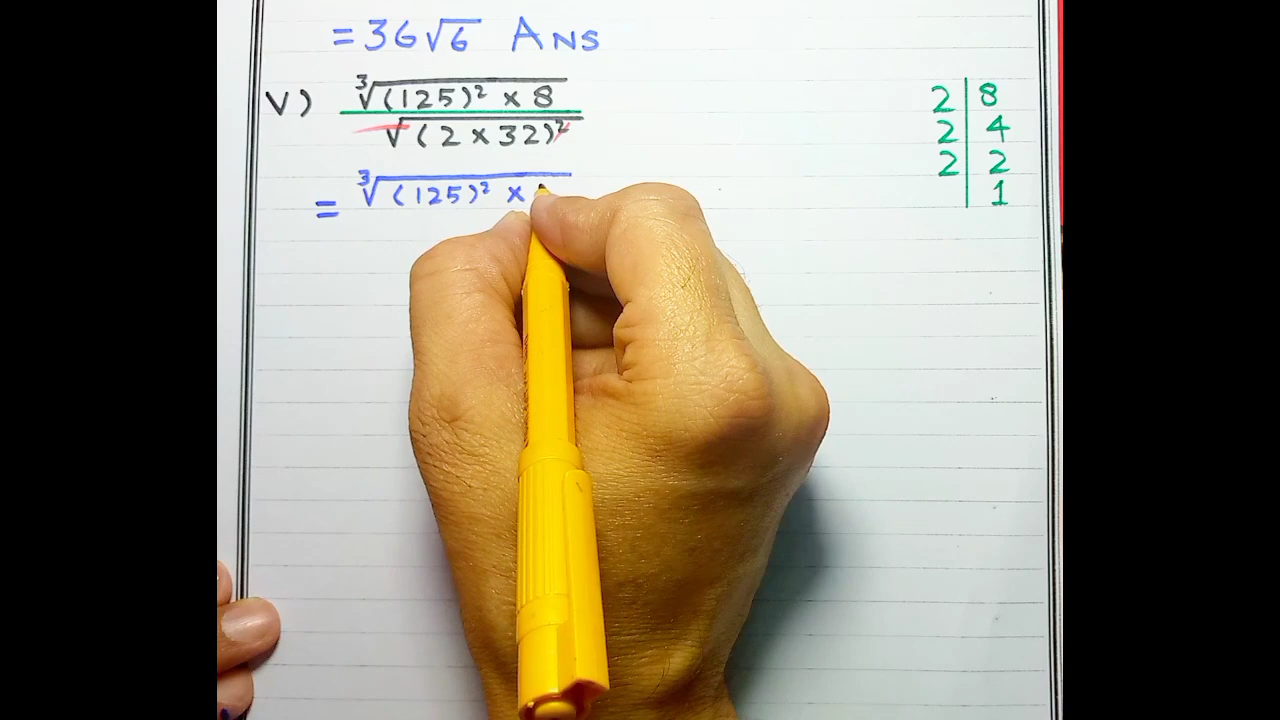 = 36√6 ANS
V) ∛(125)² × 8
√(2 × 32)²
= ∛(125)² ×
2 | 8
2 | 4
2 | 2
| 1